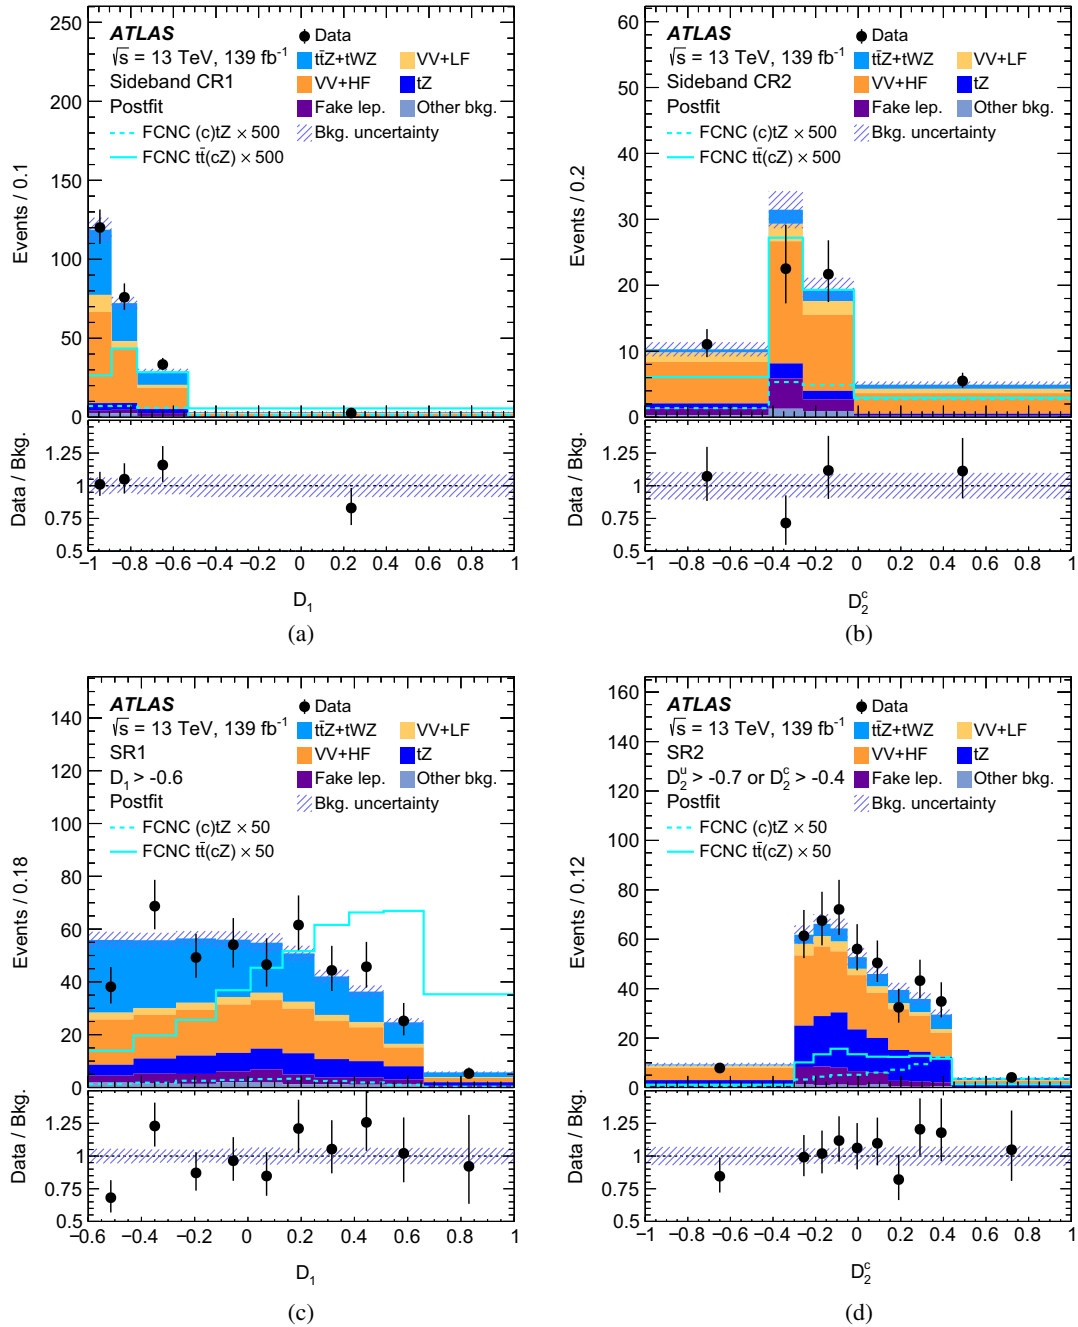 ATLAS
√s = 13 TeV, 139 fb⁻¹
Sideband CR1
Postfit
FCNC (c)tZ × 500
FCNC tt̄(cZ) × 500
Data
tt̄Z+tWZ VV+LF
VV+HF tZ
Fake lep. Other bkg.
Bkg. uncertainty
Events / 0.1
260
250
200
150
100
50
0
Data / Bkg.
1.25
1
0.75
0.5
−1 −0.8 −0.6 −0.4 −0.2 0 0.2 0.4 0.6 0.8 1
D₁
(a)
ATLAS
√s = 13 TeV, 139 fb⁻¹
Sideband CR2
Postfit
FCNC (c)tZ × 500
FCNC tt̄(cZ) × 500
Data
tt̄Z+tWZ VV+LF
VV+HF tZ
Fake lep. Other bkg.
Bkg. uncertainty
Events / 0.2
60
50
40
30
20
10
0
Data / Bkg.
1.25
1
0.75
0.5
−1 −0.8 −0.6 −0.4 −0.2 0 0.2 0.4 0.6 0.8 1
D₂ᶜ
(b)
ATLAS
√s = 13 TeV, 139 fb⁻¹
SR1
D₁ > -0.6
Postfit
FCNC (c)tZ × 50
FCNC tt̄(cZ) × 50
Data
tt̄Z+tWZ VV+LF
VV+HF tZ
Fake lep. Other bkg.
Bkg. uncertainty
Events / 0.18
140
120
100
80
60
40
20
0
Data / Bkg.
1.25
1
0.75
0.5
−0.6 −0.4 −0.2 0 0.2 0.4 0.6 0.8 1
D₁
(c)
ATLAS
√s = 13 TeV, 139 fb⁻¹
SR2
D₂ᵘ > -0.7 or D₂ᶜ > -0.4
Postfit
FCNC (c)tZ × 50
FCNC tt̄(cZ) × 50
Data
tt̄Z+tWZ VV+LF
VV+HF tZ
Fake lep. Other bkg.
Bkg. uncertainty
Events / 0.12
160
140
120
100
80
60
40
20
0
Data / Bkg.
1.25
1
0.75
0.5
−1 −0.8 −0.6 −0.4 −0.2 0 0.2 0.4 0.6 0.8 1
D₂ᶜ
(d)